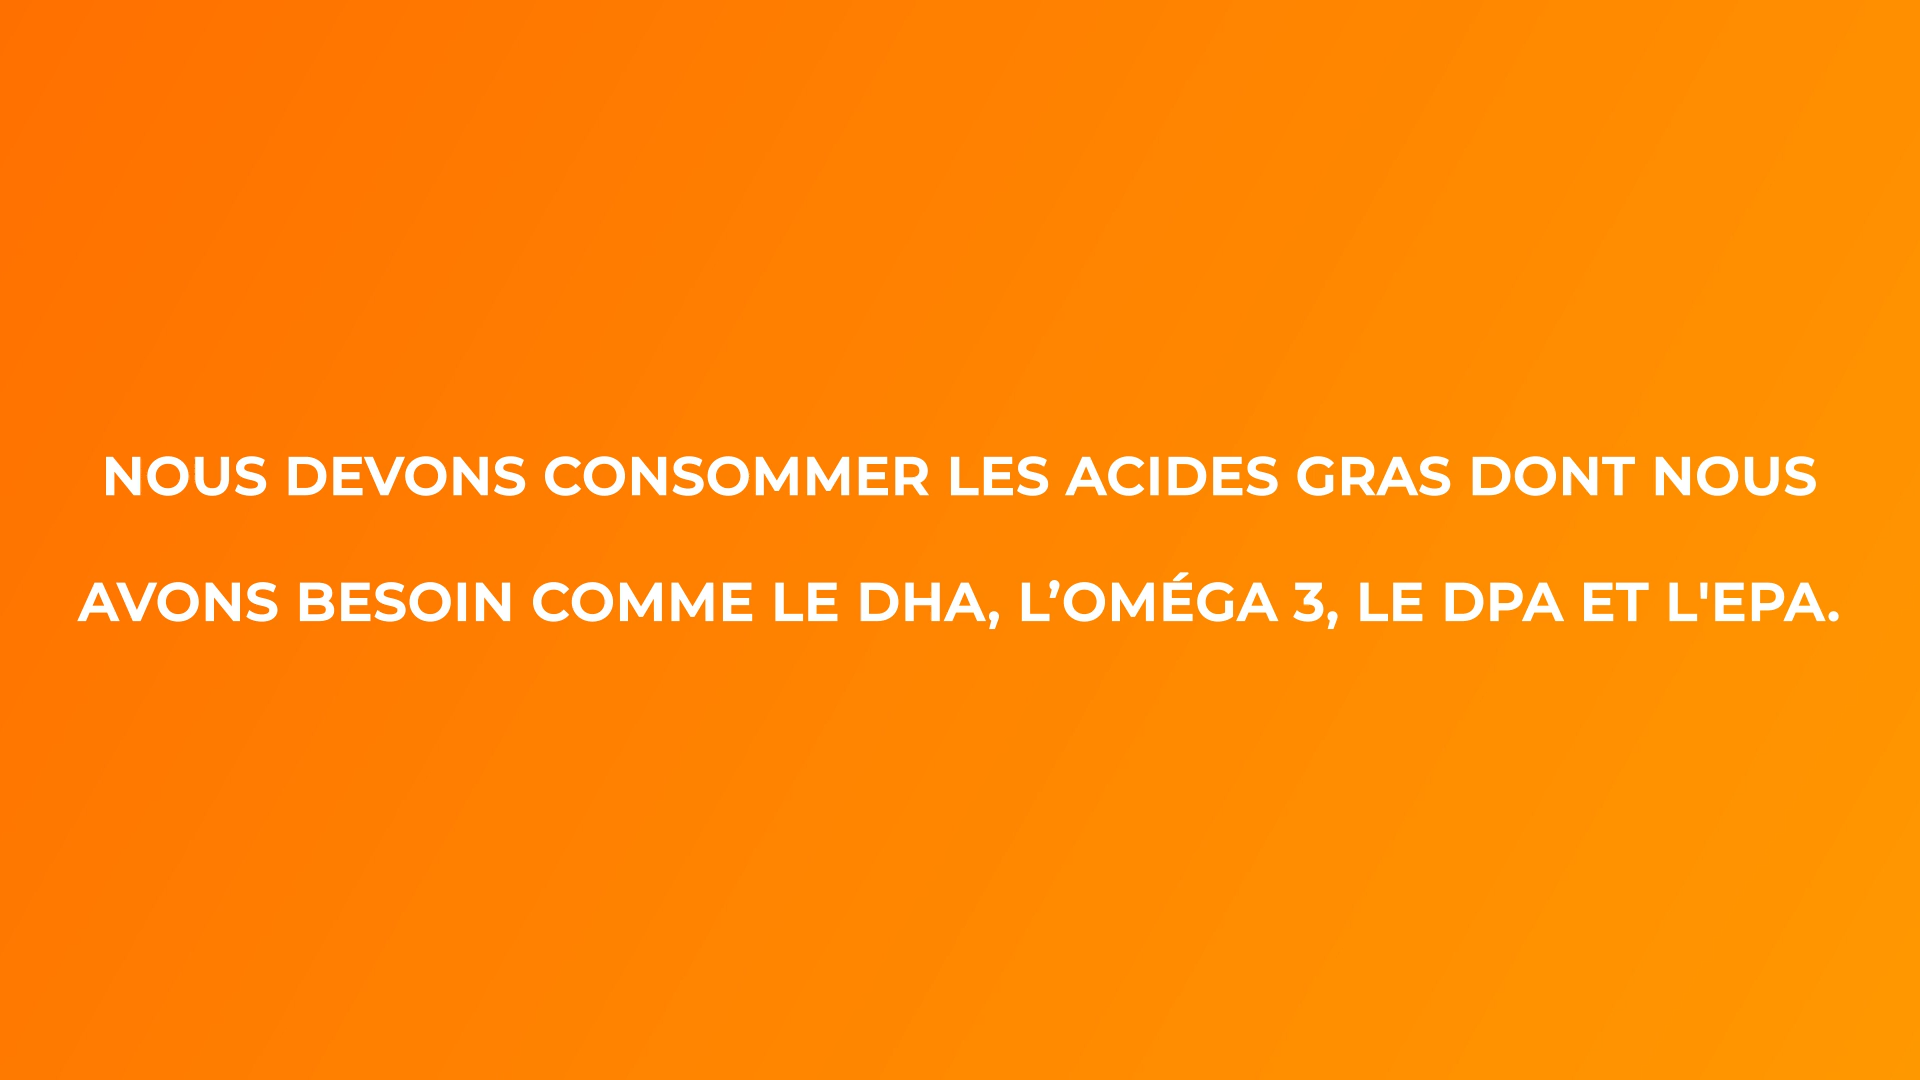 NOUS DEVONS CONSOMMER LES ACIDES GRAS DONT NOUS
AVONS BESOIN COMME LE DHA, L’OMÉGA 3, LE DPA ET L'EPA.